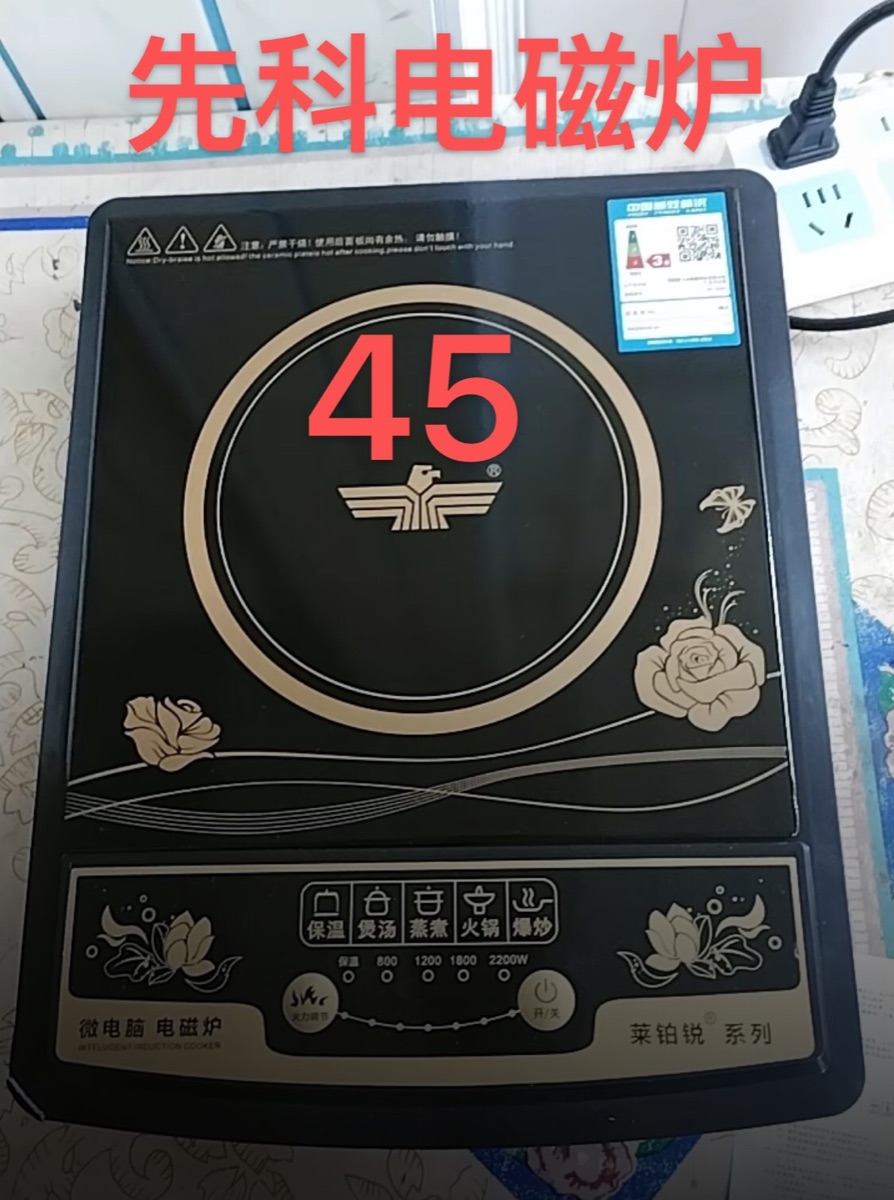 先科电磁炉
注意：严禁干烧！使用后面板尚有余热，请勿触摸！
Notice:Dry-braise is hot allowed! the ceramic panels hot after cooking,please don't touch with your hand
中国能效标识
3级
45
®
保温 煲汤 蒸煮 火锅 爆炒
保温 800 1200 1800 2200W
火力调节
开/关
微电脑 电磁炉
莱铂锐® 系列
INTELLIGENT INDUCTION COOKER